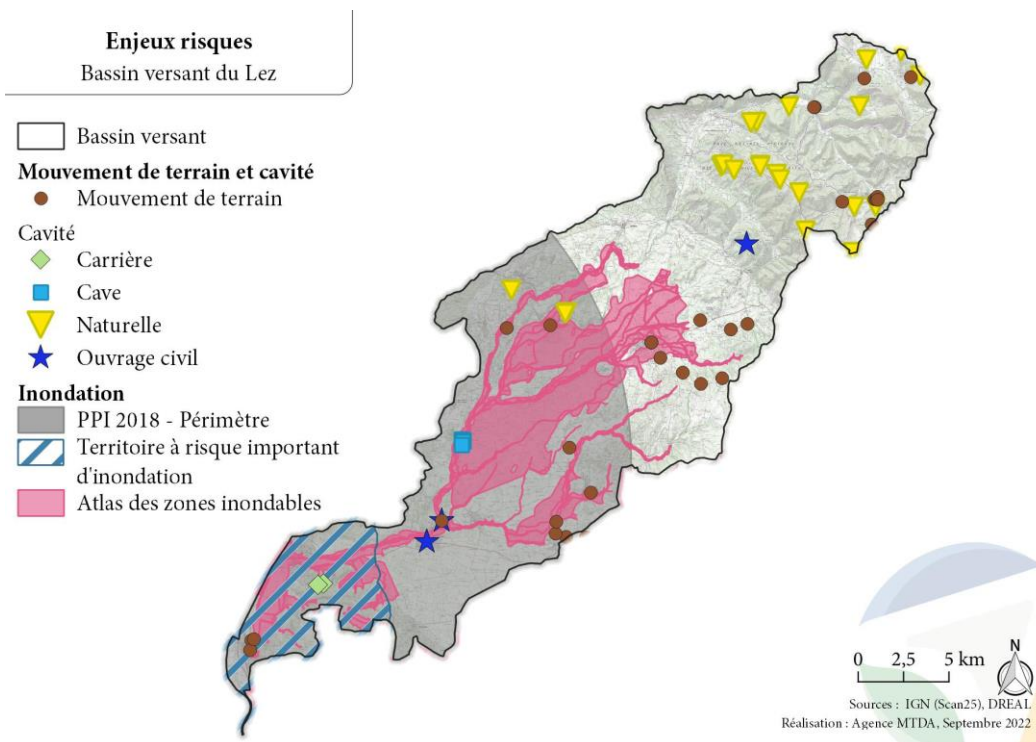 Enjeux risques
Bassin versant du Lez
Bassin versant
Mouvement de terrain et cavité
Mouvement de terrain
Cavité
Carrière
Cave
Naturelle
Ouvrage civil
Inondation
PPI 2018 - Périmètre
Territoire à risque important
d'inondation
Atlas des zones inondables
0 2,5 5 km
N
Sources : IGN (Scan25), DREAL
Réalisation : Agence MTDA, Septembre 2022